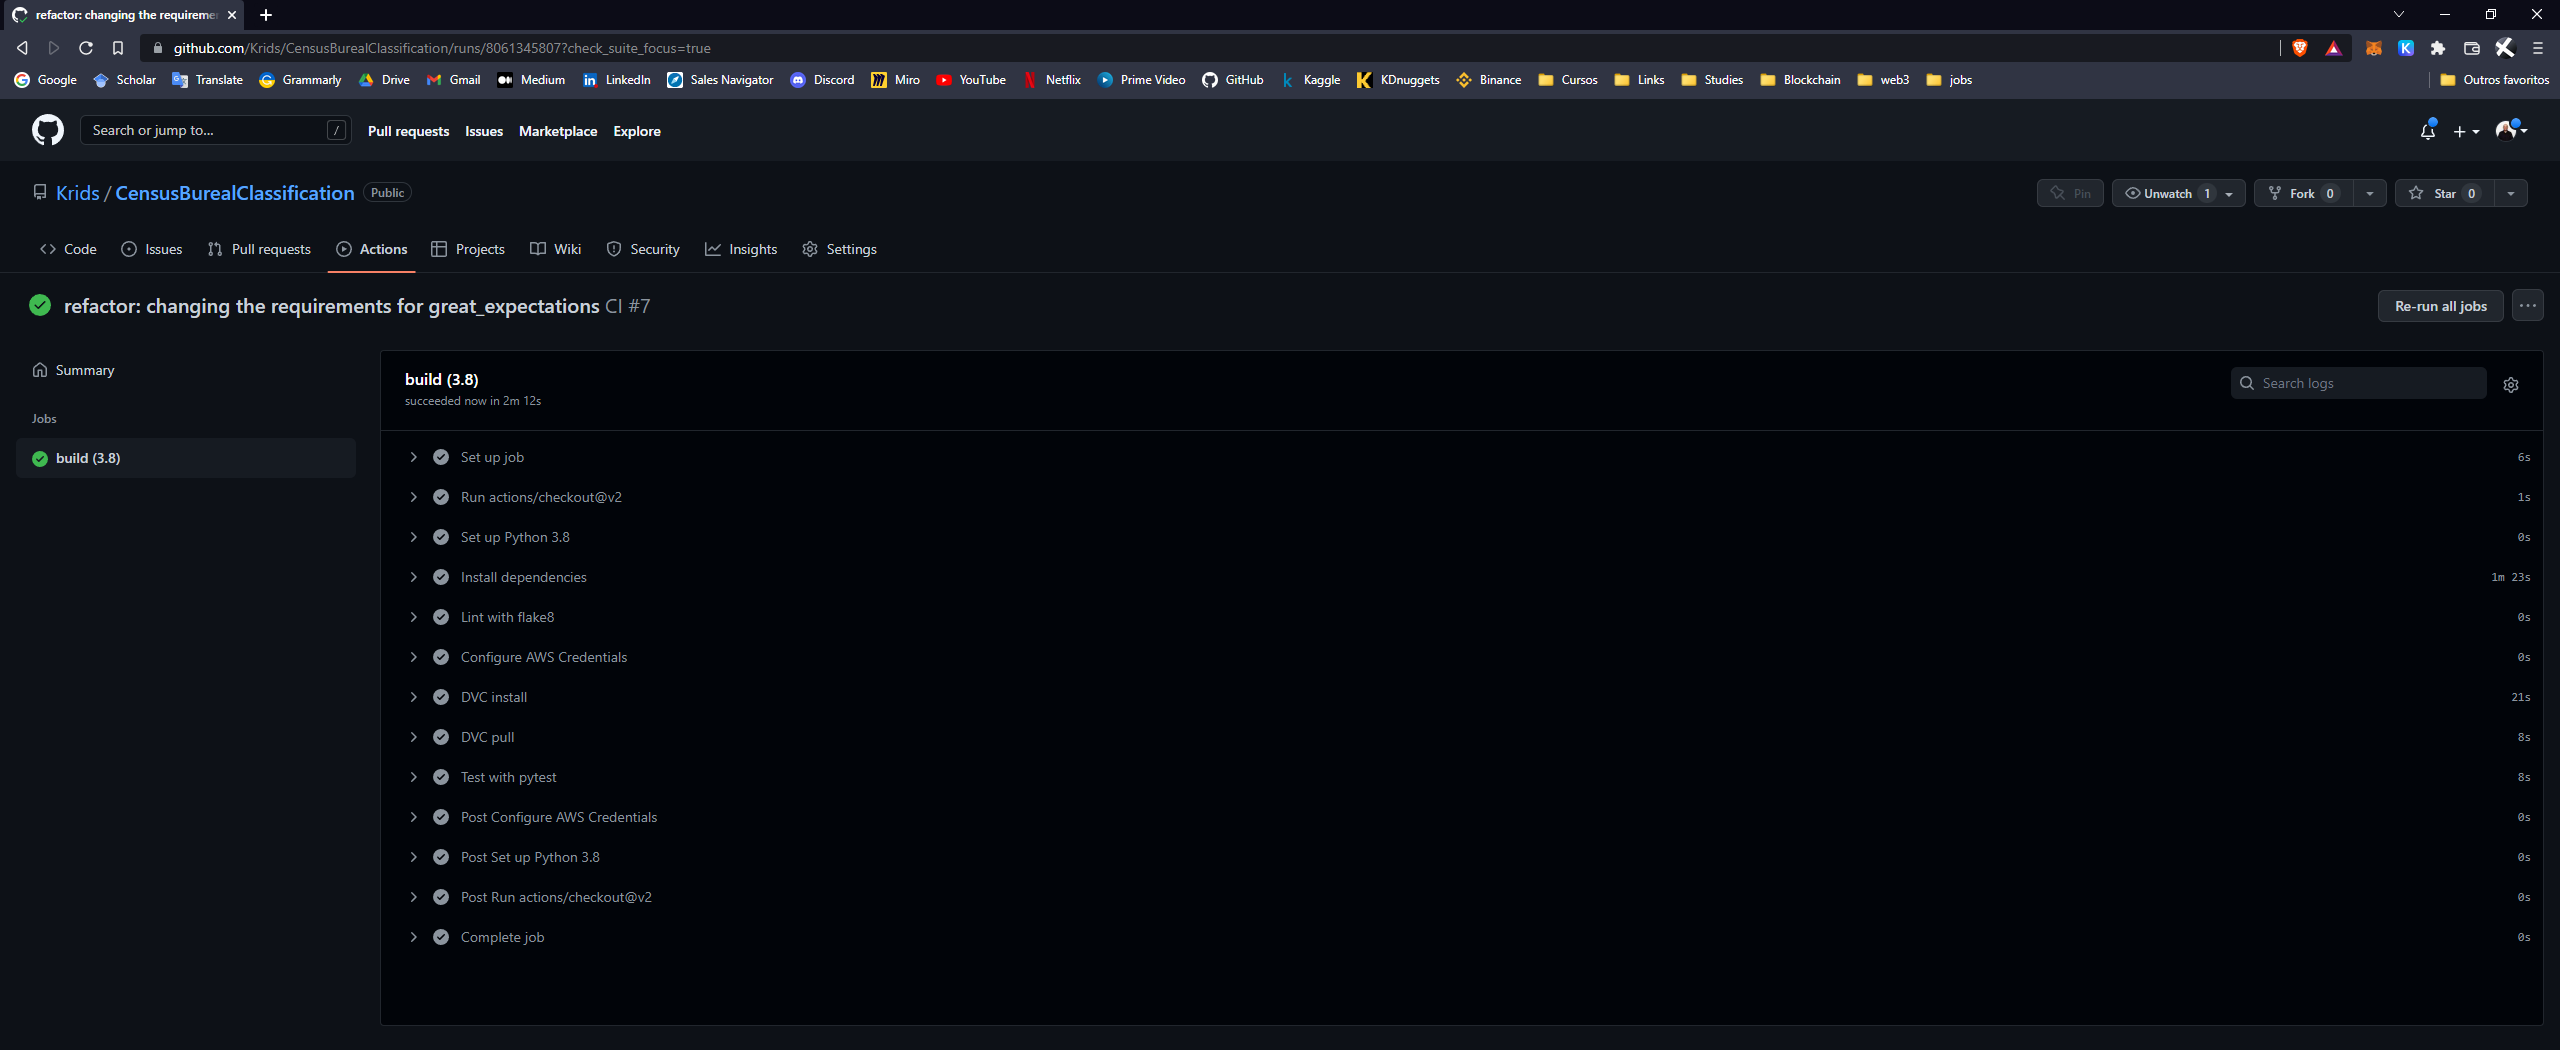 refactor: changing the requireme
github.com/Krids/CensusBurealClassification/runs/8061345807?check_suite_focus=true
Google Scholar Translate Grammarly Drive Gmail Medium LinkedIn Sales Navigator Discord Miro YouTube Netflix Prime Video GitHub Kaggle KDnuggets Binance Cursos Links Studies Blockchain web3 jobs Outros favoritos
Search or jump to... / Pull requests Issues Marketplace Explore
Krids / CensusBurealClassification Public Pin Unwatch 1 Fork 0 Star 0
Code Issues Pull requests Actions Projects Wiki Security Insights Settings
refactor: changing the requirements for great_expectations CI #7 Re-run all jobs
Summary
Jobs
build (3.8)
build (3.8)
succeeded now in 2m 12s
Search logs
Set up job 6s
Run actions/checkout@v2 1s
Set up Python 3.8 0s
Install dependencies 1m 23s
Lint with flake8 0s
Configure AWS Credentials 0s
DVC install 21s
DVC pull 8s
Test with pytest 8s
Post Configure AWS Credentials 0s
Post Set up Python 3.8 0s
Post Run actions/checkout@v2 0s
Complete job 0s